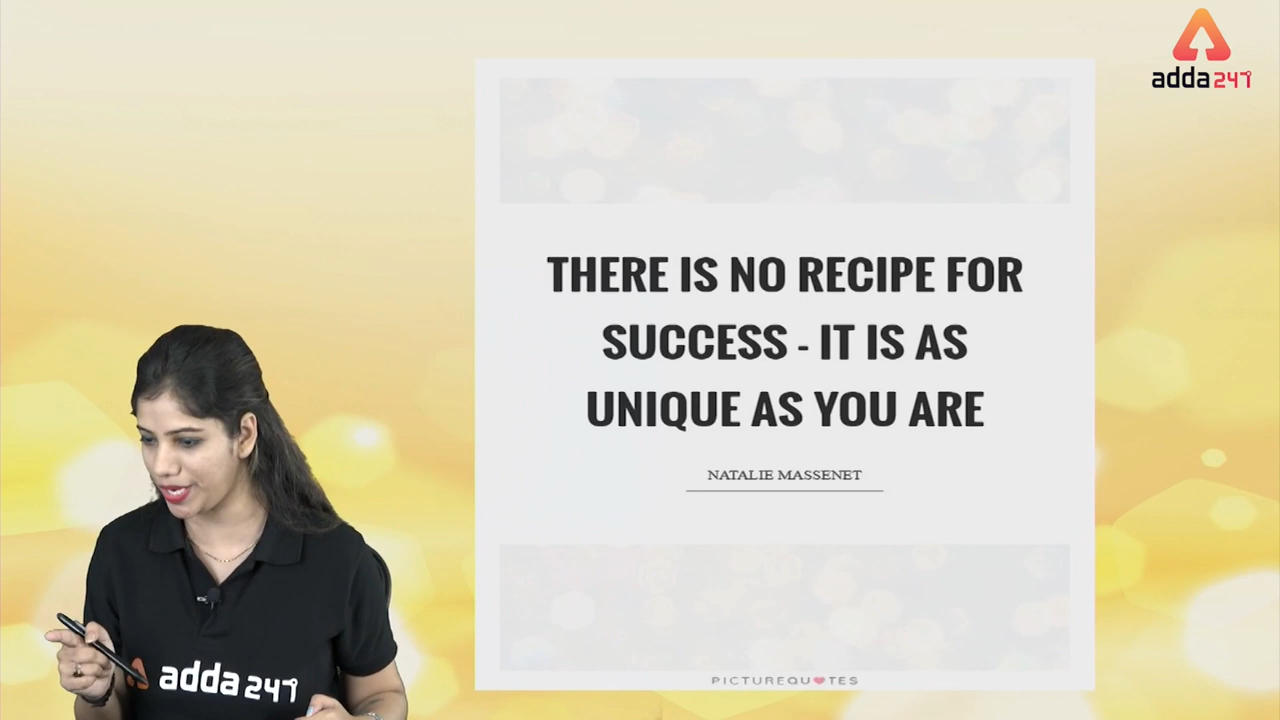 adda247
THERE IS NO RECIPE FOR
SUCCESS - IT IS AS
UNIQUE AS YOU ARE
NATALIE MASSENET
adda247
PICTUREQUOTES